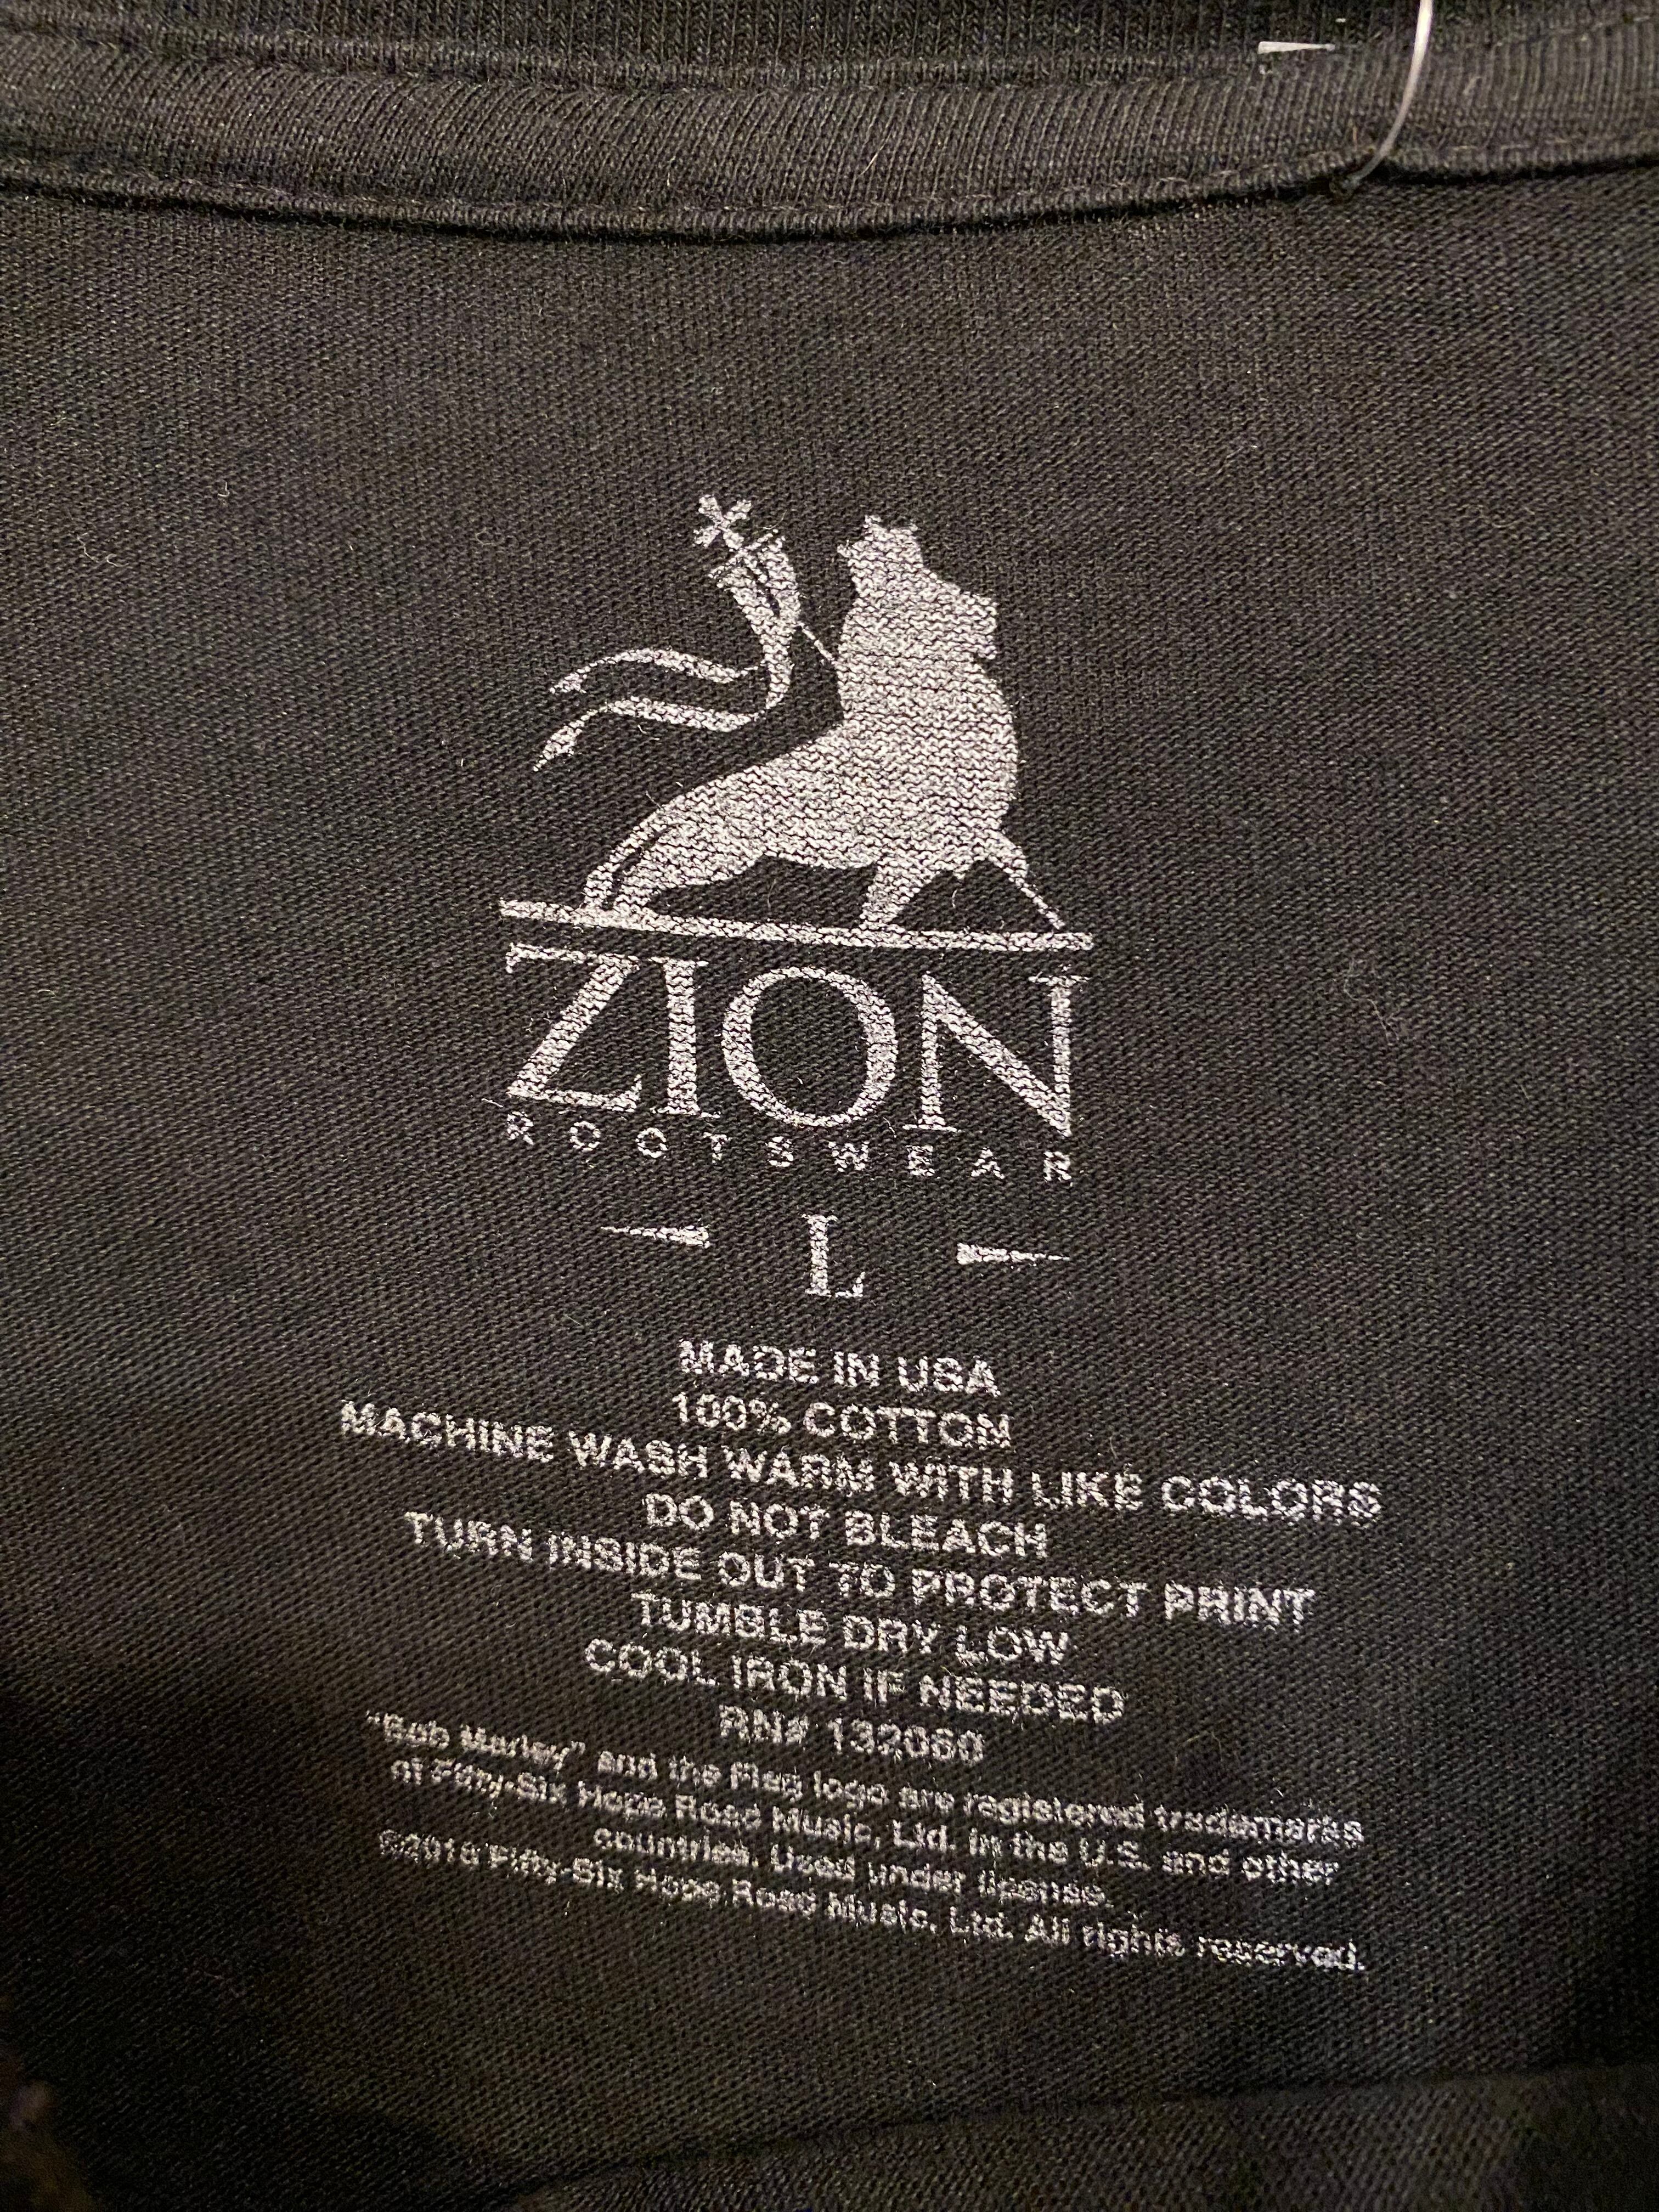 ZION
ROOTSWEAR
L
MADE IN USA
100% COTTON
MACHINE WASH WARM WITH LIKE COLORS
DO NOT BLEACH
TURN INSIDE OUT TO PROTECT PRINT
TUMBLE DRY LOW
COOL IRON IF NEEDED
RN# 132060
"Bob Marley" and the Flag logo are registered trademarks
of Fifty-Six Hope Road Music, Ltd. in the U.S. and other
countries. Used under license.
Fifty-Six Hope Road Music, Ltd. All rights reserved.